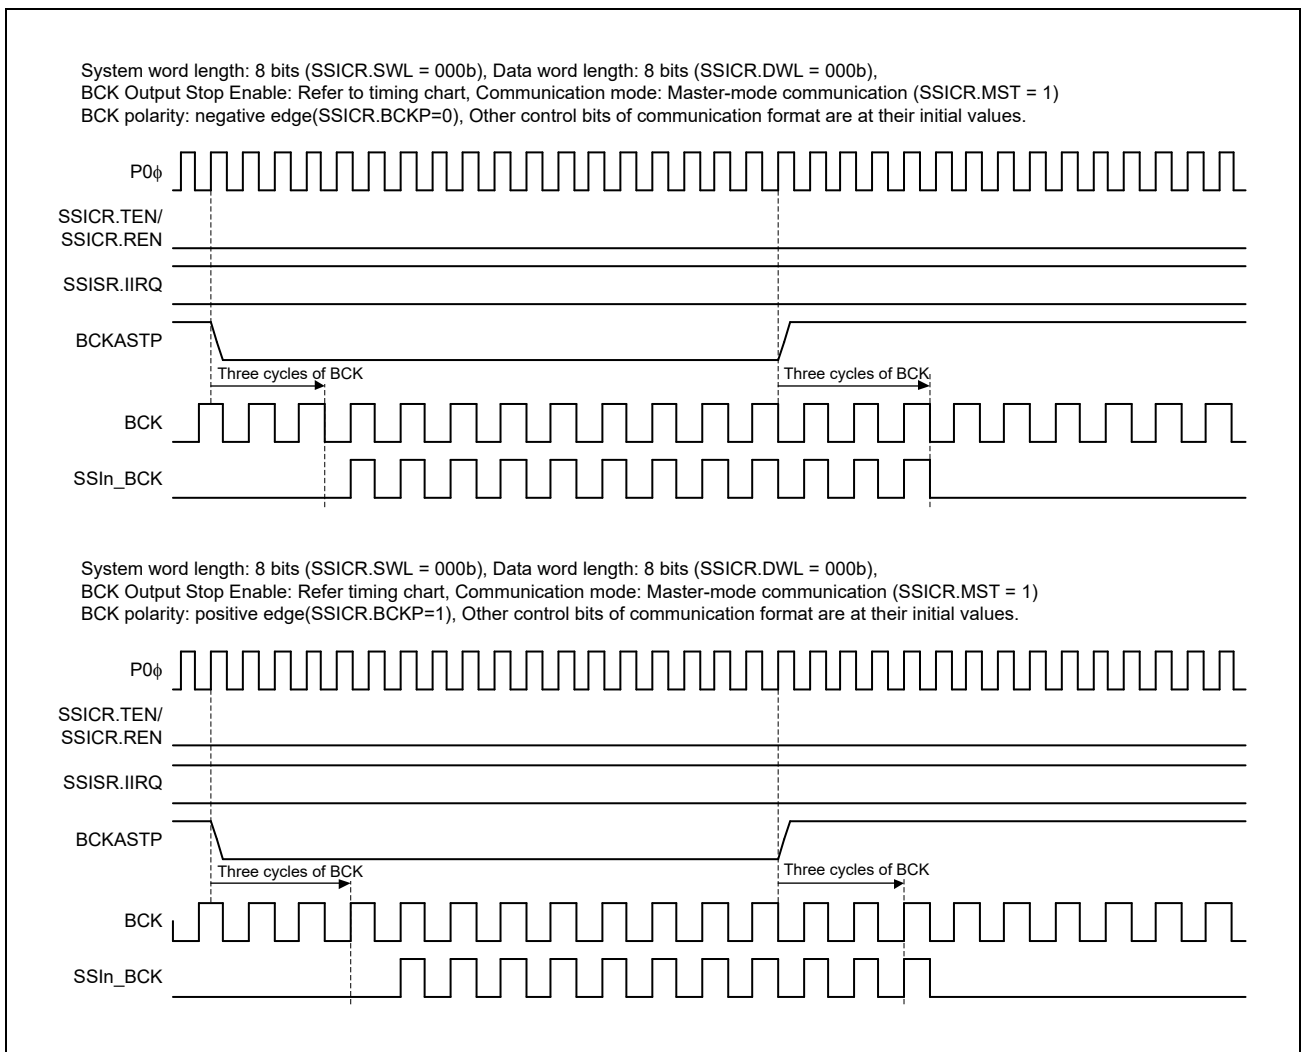 System word length: 8 bits (SSICR.SWL = 000b), Data word length: 8 bits (SSICR.DWL = 000b),
BCK Output Stop Enable: Refer to timing chart, Communication mode: Master-mode communication (SSICR.MST = 1)
BCK polarity: negative edge(SSICR.BCKP=0), Other control bits of communication format are at their initial values.
P0ϕ
SSICR.TEN/
SSICR.REN
SSISR.IIRQ
BCKASTP
Three cycles of BCK
Three cycles of BCK
BCK
SSIn_BCK
System word length: 8 bits (SSICR.SWL = 000b), Data word length: 8 bits (SSICR.DWL = 000b),
BCK Output Stop Enable: Refer timing chart, Communication mode: Master-mode communication (SSICR.MST = 1)
BCK polarity: positive edge(SSICR.BCKP=1), Other control bits of communication format are at their initial values.
P0ϕ
SSICR.TEN/
SSICR.REN
SSISR.IIRQ
BCKASTP
Three cycles of BCK
Three cycles of BCK
BCK
SSIn_BCK